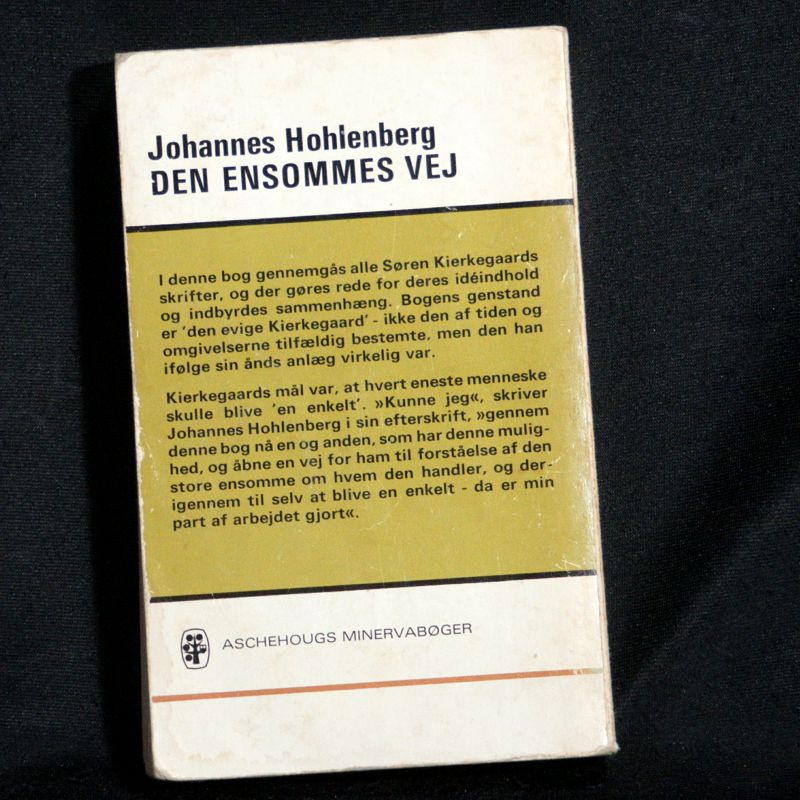 Johannes Hohlenberg
DEN ENSOMMES VEJ
I denne bog gennemgås alle Søren Kierkegaards
skrifter, og der gøres rede for deres idéindhold
og indbyrdes sammenhæng. Bogens genstand
er 'den evige Kierkegaard' - ikke den af tiden og
omgivelserne tilfældig bestemte, men den han
ifølge sin ånds anlæg virkelig var.
Kierkegaards mål var, at hvert eneste menneske
skulle blive 'en enkelt'. »Kunne jeg«, skriver
Johannes Hohlenberg i sin efterskrift, »gennem
denne bog nå en og anden, som har denne mulig-
hed, og åbne en vej for ham til forståelse af den
store ensomme om hvem den handler, og der-
igennem til selv at blive en enkelt - da er min
part af arbejdet gjort«.
ASCHEHOUGS MINERVABØGER